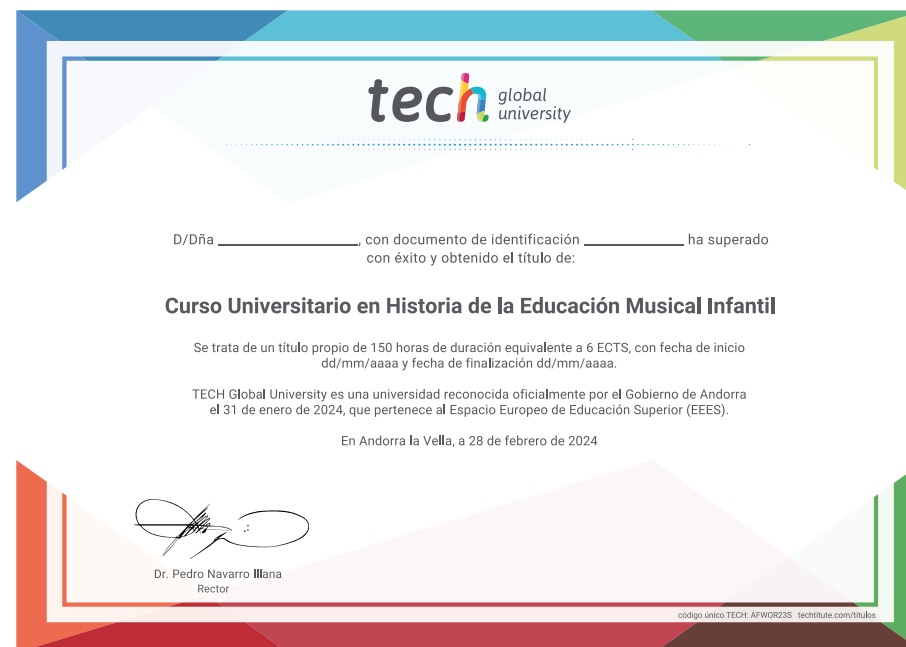 tech global university
D/Dña ____________________, con documento de identificación ______________ ha superado
con éxito y obtenido el título de:
Curso Universitario en Historia de la Educación Musical Infantil
Se trata de un título propio de 150 horas de duración equivalente a 6 ECTS, con fecha de inicio
dd/mm/aaaa y fecha de finalización dd/mm/aaaa.
TECH Global University es una universidad reconocida oficialmente por el Gobierno de Andorra
el 31 de enero de 2024, que pertenece al Espacio Europeo de Educación Superior (EEES).
En Andorra la Vella, a 28 de febrero de 2024
Dr. Pedro Navarro Illana
Rector
código único TECH: AFWOR23S techtitute.com/titulos